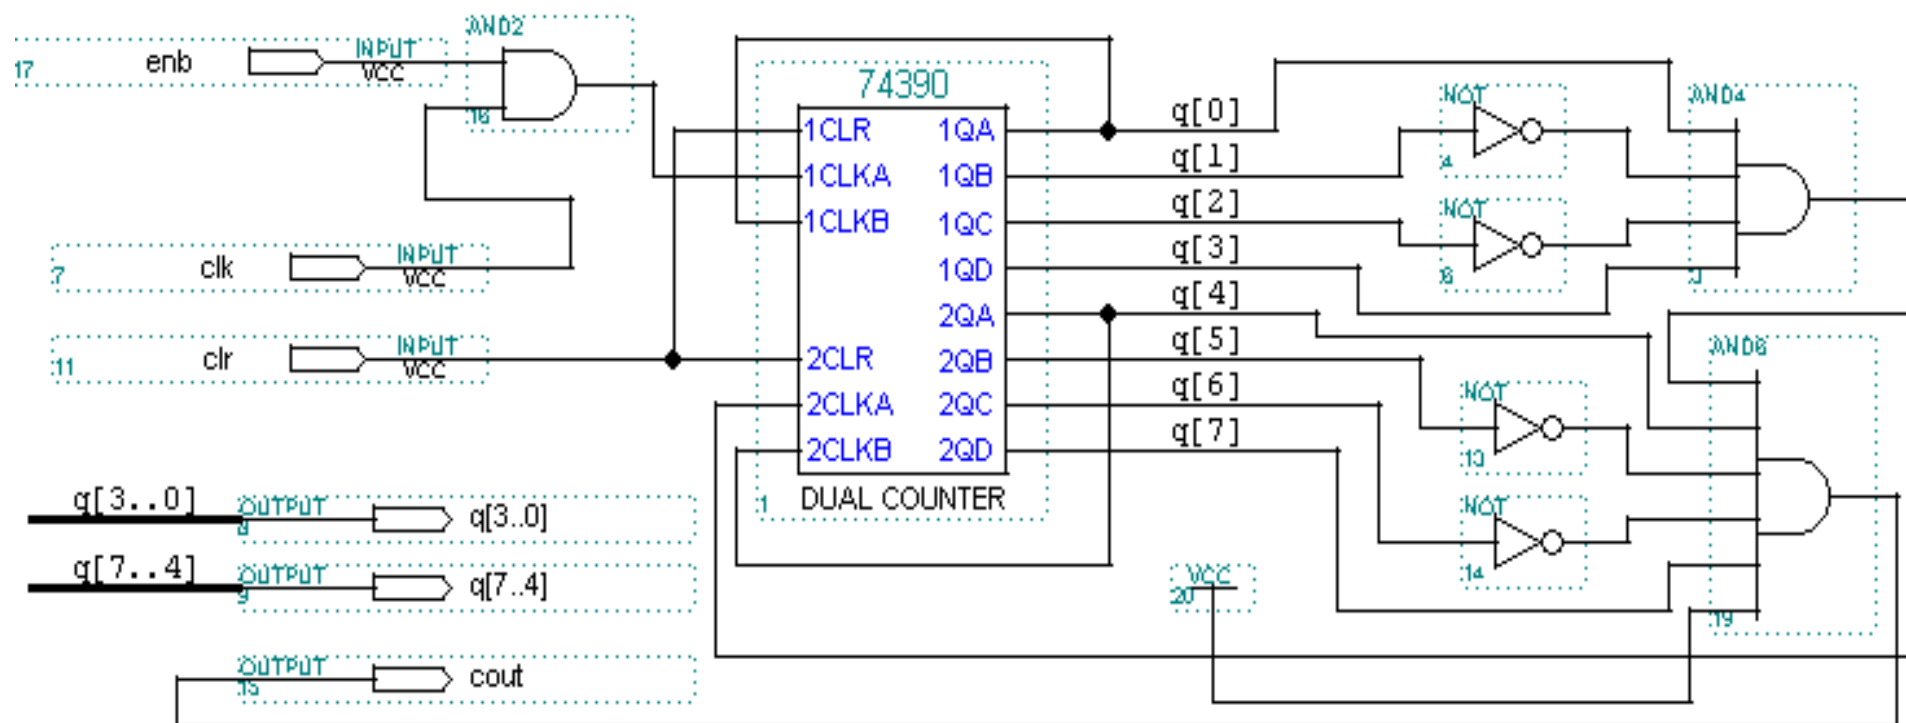 AND2
17 enb INPUT VCC
16
74390
1CLR 1QA q[0]
1CLKA 1QB q[1]
1CLKB 1QC q[2]
1QD q[3]
2QA q[4]
2CLR 2QB q[5]
2CLKA 2QC q[6]
2CLKB 2QD q[7]
DUAL COUNTER
1
7 clk INPUT VCC
11 clr INPUT VCC
NOT
4
NOT
6
AND4
NOT
13
NOT
14
19
VCC
20
q[3..0] OUTPUT q[3..0]
q[7..4] OUTPUT q[7..4]
9
OUTPUT cout
15